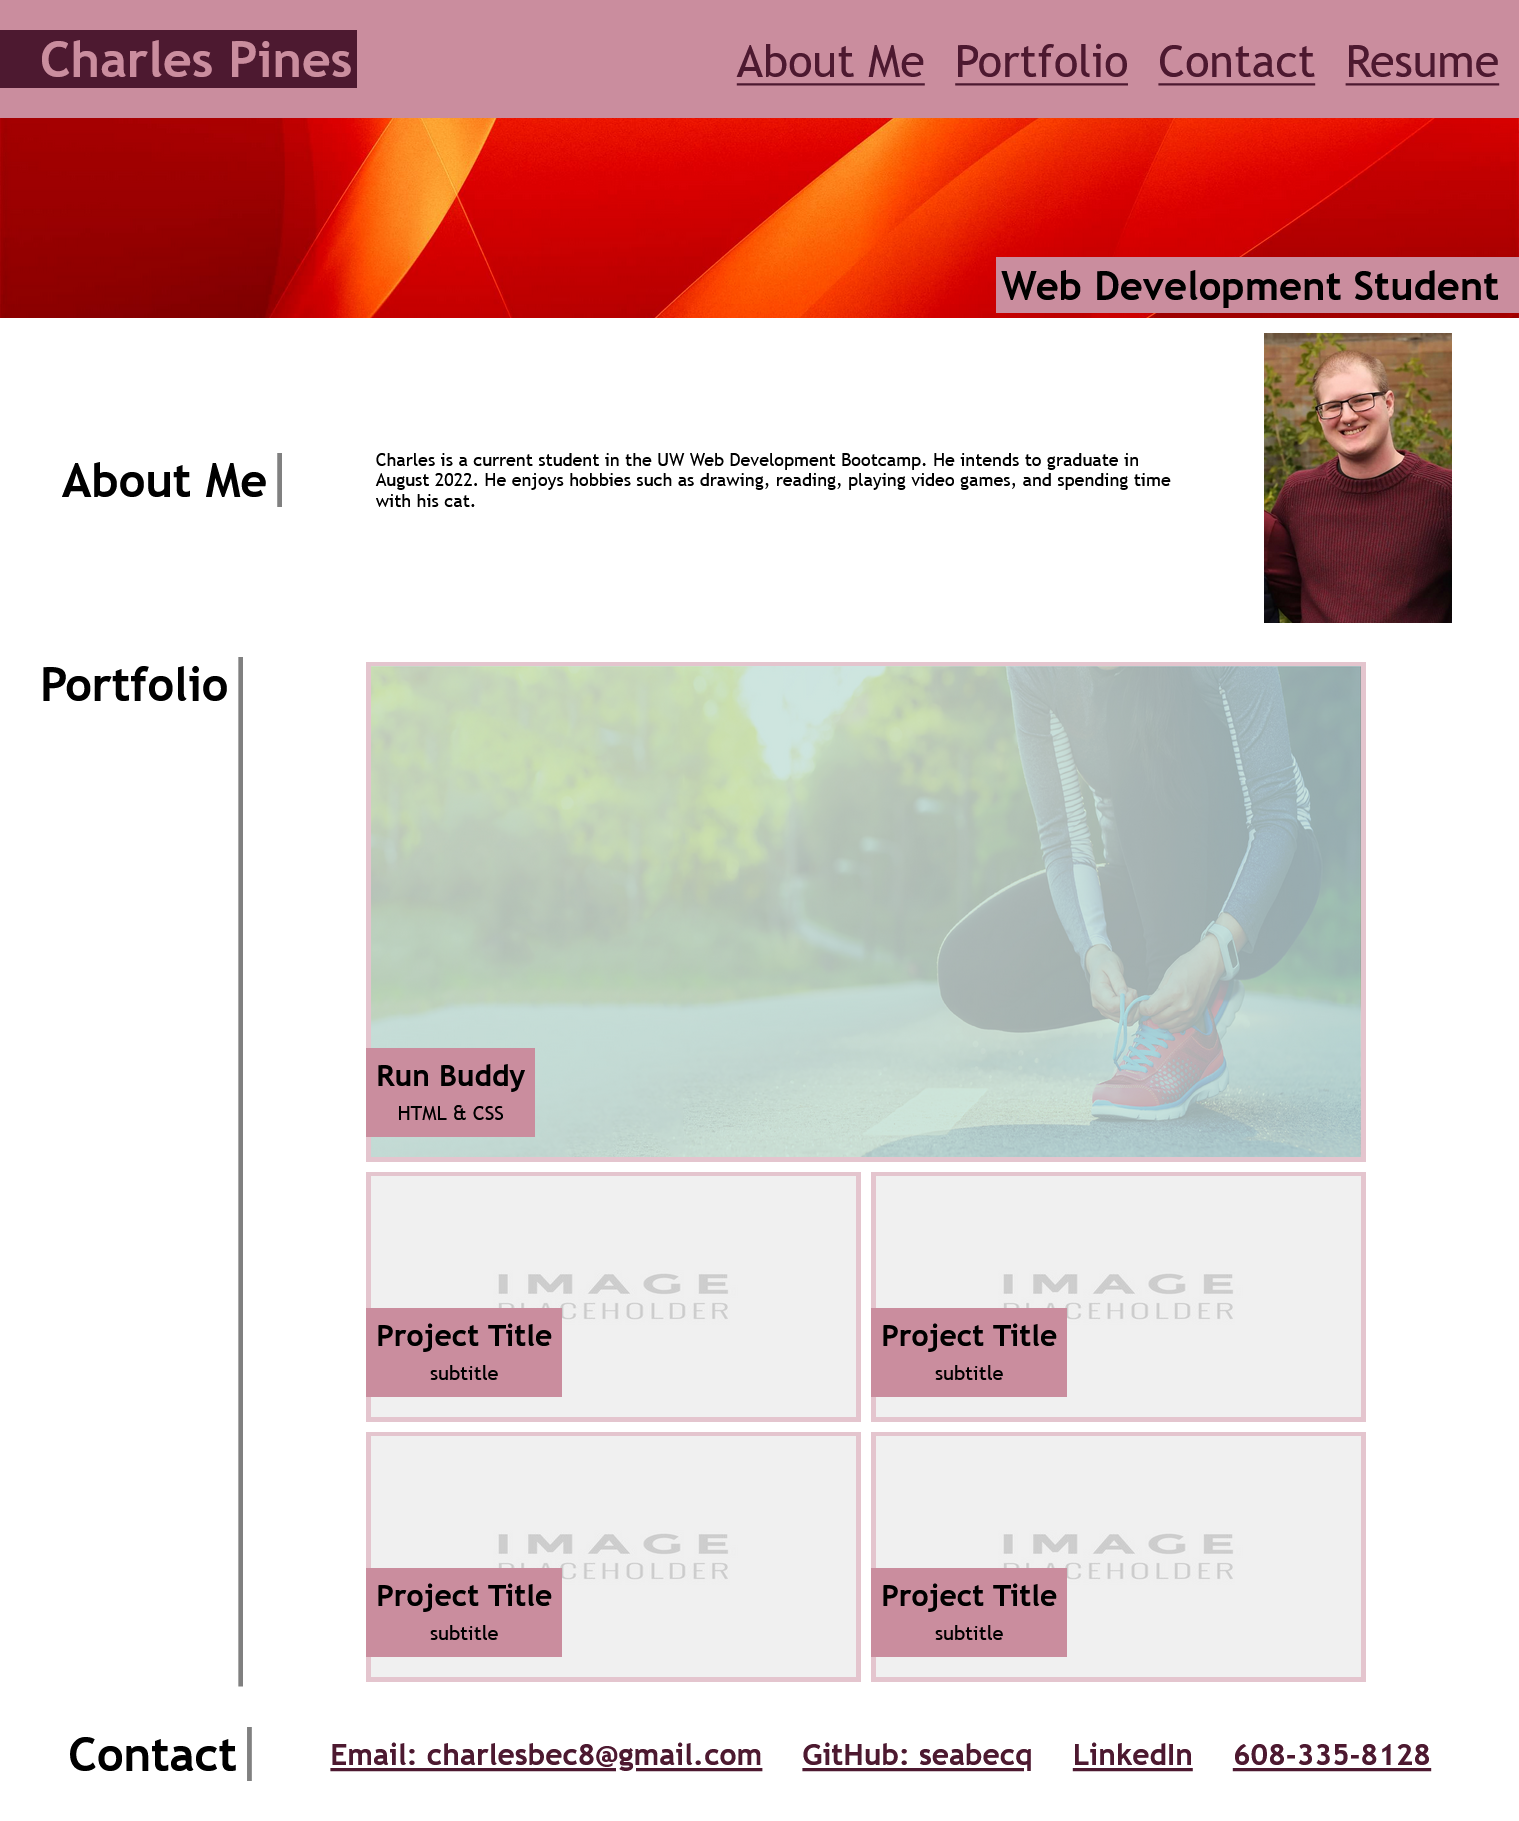 Charles Pines
About Me Portfolio Contact Resume
Web Development Student
About Me
Charles is a current student in the UW Web Development Bootcamp. He intends to graduate in
August 2022. He enjoys hobbies such as drawing, reading, playing video games, and spending time
with his cat.
Portfolio
Run Buddy
HTML & CSS
IMAGE
PLACEHOLDER
Project Title
subtitle
IMAGE
PLACEHOLDER
Project Title
subtitle
IMAGE
PLACEHOLDER
Project Title
subtitle
IMAGE
PLACEHOLDER
Project Title
subtitle
Contact
Email: charlesbec8@gmail.com GitHub: seabecq LinkedIn 608-335-8128